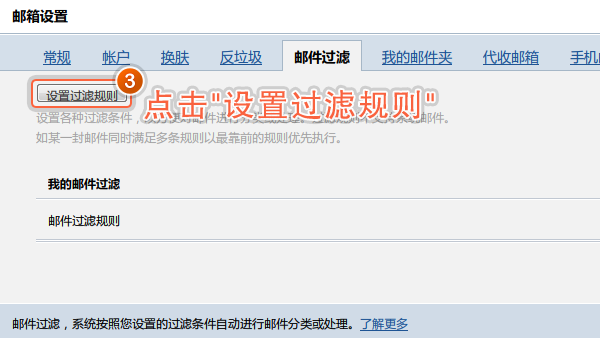 邮箱设置
常规 帐户 换肤 反垃圾 邮件过滤 我的邮件夹 代收邮箱 手机
设置过滤规则 3 点击"设置过滤规则"
设置各种过滤条件，
如某一封邮件同时满足多条规则以最靠前的规则优先执行。
我的邮件过滤
邮件过滤规则
邮件过滤，系统按照您设置的过滤条件自动进行邮件分类或处理。了解更多